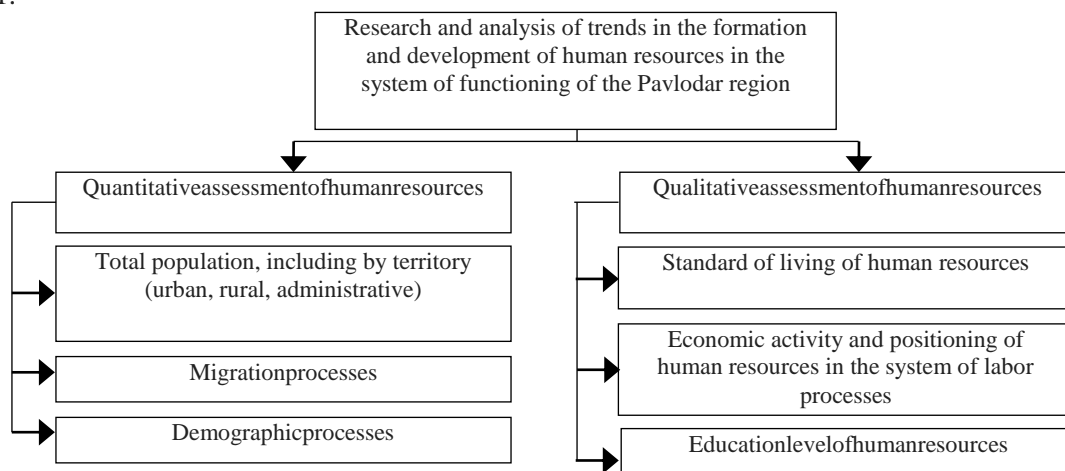 Research and analysis of trends in the formation
and development of human resources in the
system of functioning of the Pavlodar region
Quantitativeassessmentofhumanresources
Total population, including by territory
(urban, rural, administrative)
Migrationprocesses
Demographicprocesses
Qualitativeassessmentofhumanresources
Standard of living of human resources
Economic activity and positioning of
human resources in the system of labor
processes
Educationlevelofhumanresources